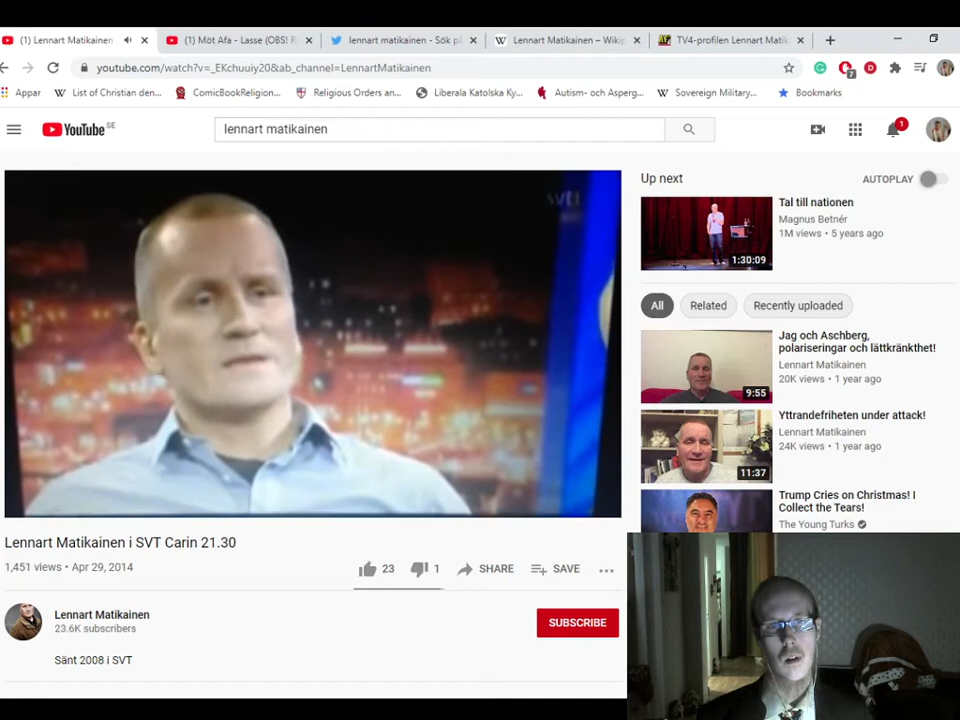 (1) Lennart Matikainen
(1) Möt Afa - Lasse (OBS! R
lennart matikainen - Sök p
Lennart Matikainen – Wikip
TV4-profilen Lennart Matik
youtube.com/watch?v=_EKchuuiy20&ab_channel=LennartMatikainen
7
Appar
List of Christian den...
ComicBookReligion...
Religious Orders an...
Liberala Katolska Ky...
Autism- och Asperg...
Sovereign Military...
Bookmarks
YouTube SE
lennart matikainen
1
svt1
Up next
AUTOPLAY
Tal till nationen
Magnus Betnér
1M views • 5 years ago
1:30:09
All
Related
Recently uploaded
Jag och Aschberg,
polariseringar och lättkränkthet!
Lennart Matikainen
20K views • 1 year ago
9:55
Yttrandefriheten under attack!
Lennart Matikainen
24K views • 1 year ago
11:37
Trump Cries on Christmas! I
Collect the Tears!
The Young Turks
Lennart Matikainen i SVT Carin 21.30
1,451 views • Apr 29, 2014
23
1
SHARE
SAVE
Lennart Matikainen
23.6K subscribers
SUBSCRIBE
Sänt 2008 i SVT